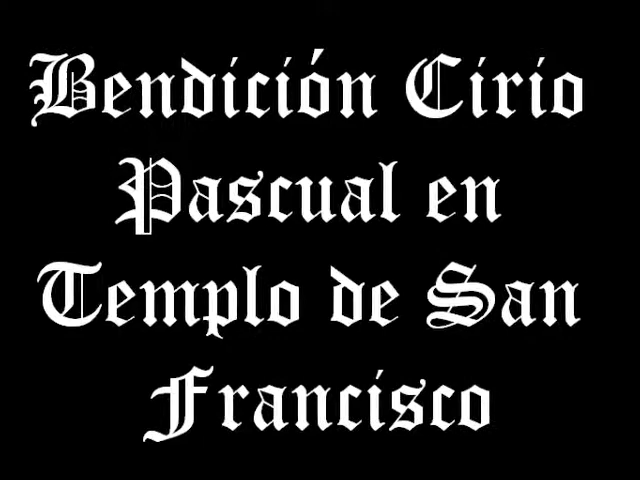 Bendición Cirio
Pascual en
Templo de San
Francisco